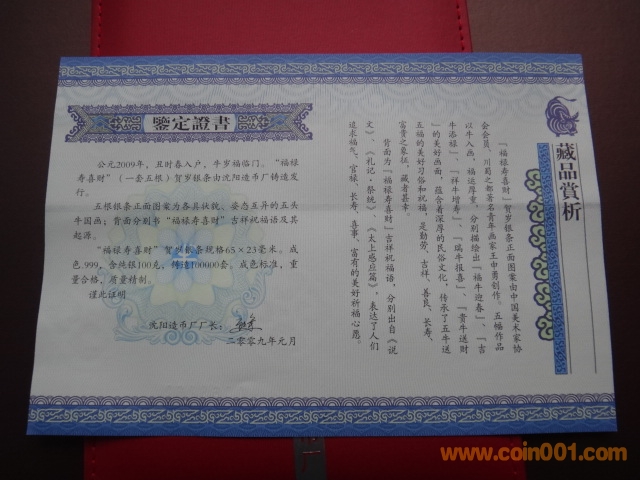 鑒定證書
公元2009年，丑时春入户，牛岁福临门。“福禄
寿喜财”（一套五根）贺岁银条由沈阳造币厂铸造发
行。
五根银条正面图案为各具状貌，姿态互异的五头
牛国画；背面分别书“福禄寿喜财”吉祥祝福语及其
起源。
“福禄寿喜财”贺岁银条规格65×23毫米。成
色.999，含纯银100克，铸造100000套。成色标准，重
量合格，质量精制。
谨此证明
沈阳造币厂厂长：
二零零九年元月
藏品赏析
“福禄寿喜财”贺岁银条正面图案由中国美术家协
会会员、川蜀之都著名青年画家王申勇创作。五幅作品
以牛入画，福运厚重，分别描绘出“福牛迎春”、“吉
牛添禄”、“祥牛增寿”、“瑞牛报喜”、“贵牛送财
”的美好画面，蕴含着深厚的民俗文化，传承了五牛送
五福的美好习俗和祝福，是勤劳、吉祥、善良、长寿、
富贵之象征，藏者甚幸。
背面为“福禄寿喜财”吉祥祝福语，分别出自《说
文》、《礼记·祭统》、《太上感应篇》，表达了人们
追求福气、官禄、长寿、喜事、富有的美好祈福心愿。
厂
www.coin001.com